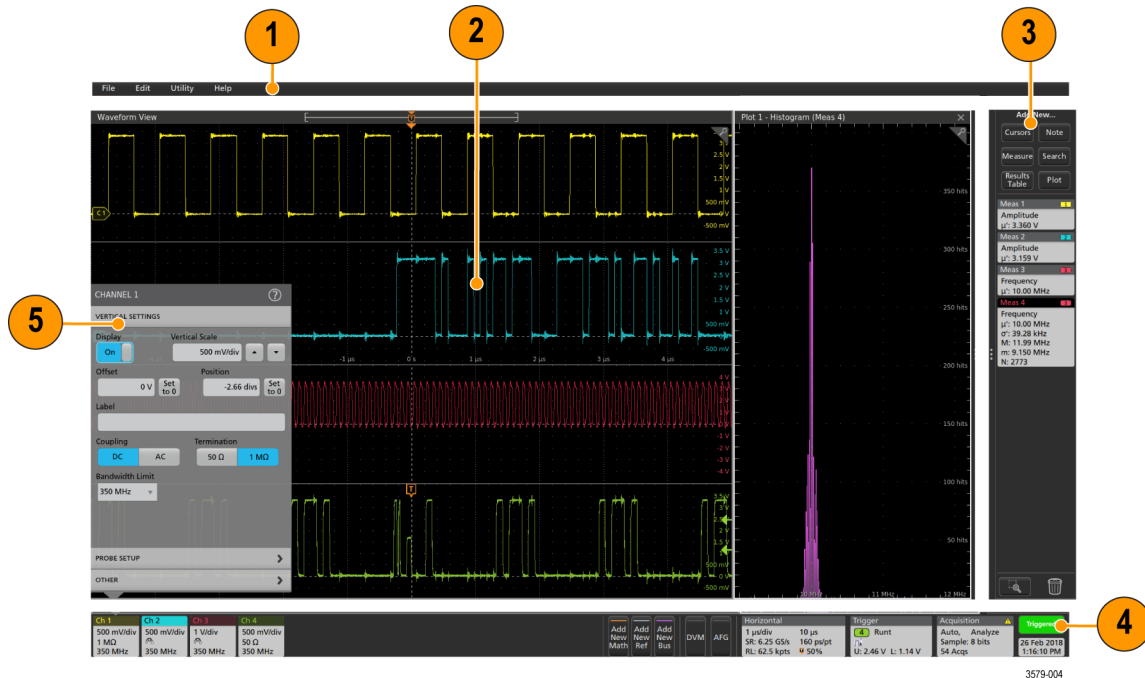 1
2
3
File Edit Utility Help
Waveform View
Plot 1 - Histogram (Meas 4)
Add New...
Cursors Note
Measure Search
Results Table Plot
C1
3 V
2.5 V
2 V
1.5 V
1 V
500 mV
0 V
-500 mV
3.5 V
3 V
2.5 V
2 V
1.5 V
1 V
500 mV
-500 mV
350 hits
300 hits
250 hits
200 hits
150 hits
100 hits
50 hits
10 MHz 11 MHz 12 MHz
Meas 1 1
Amplitude
µ': 3.360 V
Meas 2 2
Amplitude
µ': 3.159 V
Meas 3 3
Frequency
µ': 10.00 MHz
Meas 4 3
Frequency
µ': 10.00 MHz
σ': 39.28 kHz
M: 11.99 MHz
m: 9.150 MHz
N: 2773
5
CHANNEL 1 ?
VERTICAL SETTINGS
Display Vertical Scale
On 500 mV/div
Offset Position
0 V Set to 0 -2.66 divs Set to 0
Label
Coupling Termination
DC AC 50 Ω 1 MΩ
Bandwidth Limit
350 MHz
PROBE SETUP
OTHER
-1 µs 0 s 1 µs 2 µs 3 µs 4 µs
4 V
-1 V
-2 V
-3 V
-4 V
T
3.5 V
1.5 V
500 mV
0 V
Ch 1
500 mV/div
1 MΩ
350 MHz
Ch 2
500 mV/div
350 MHz
Ch 3
1 V/div
350 MHz
Ch 4
500 mV/div
50 Ω
350 MHz
Add New Math
Add New Ref
Add New Bus
DVM
AFG
Horizontal
1 µs/div 10 µs
SR: 6.25 GS/s 160 ps/pt
RL: 62.5 kpts 50%
Trigger
4 Runt
U: 2.46 V L: 1.14 V
Acquisition
Auto, Analyze
Sample: 8 bits
54 Acqs
Triggered
26 Feb 2018
1:16:10 PM
4
3579-004